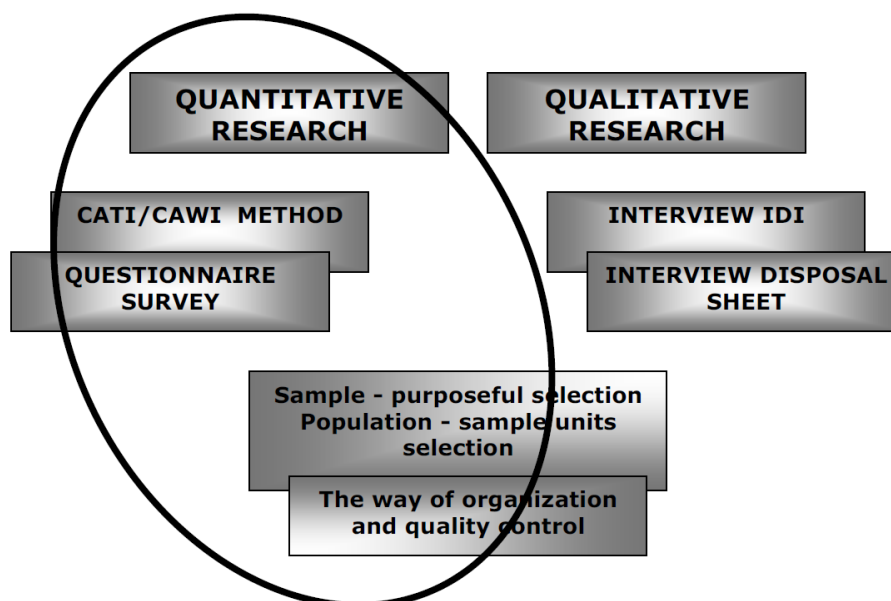 QUANTITATIVE
RESEARCH
QUALITATIVE
RESEARCH
CATI/CAWI METHOD
QUESTIONNAIRE
SURVEY
INTERVIEW IDI
INTERVIEW DISPOSAL
SHEET
Sample - purposeful selection
Population - sample units
selection
The way of organization
and quality control